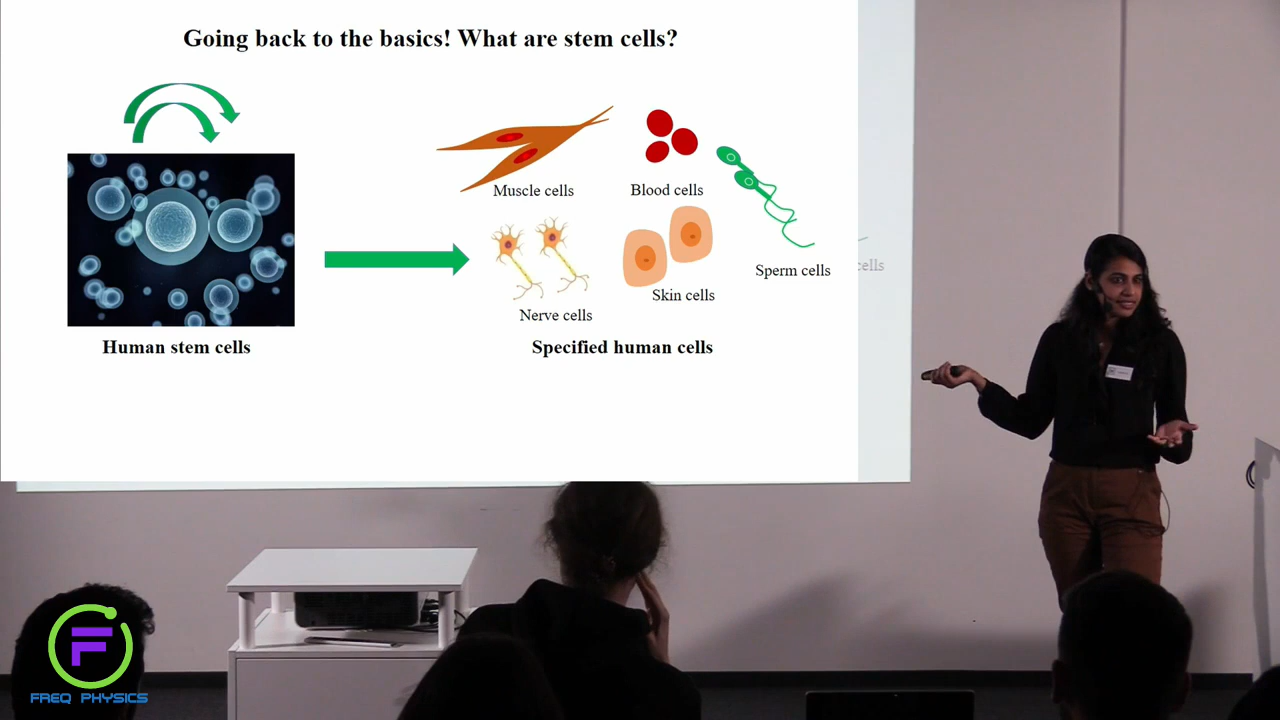 Going back to the basics! What are stem cells?
Muscle cells
Blood cells
Sperm cells
cells
Nerve cells
Skin cells
Human stem cells
Specified human cells
F
FREQ PHYSICS